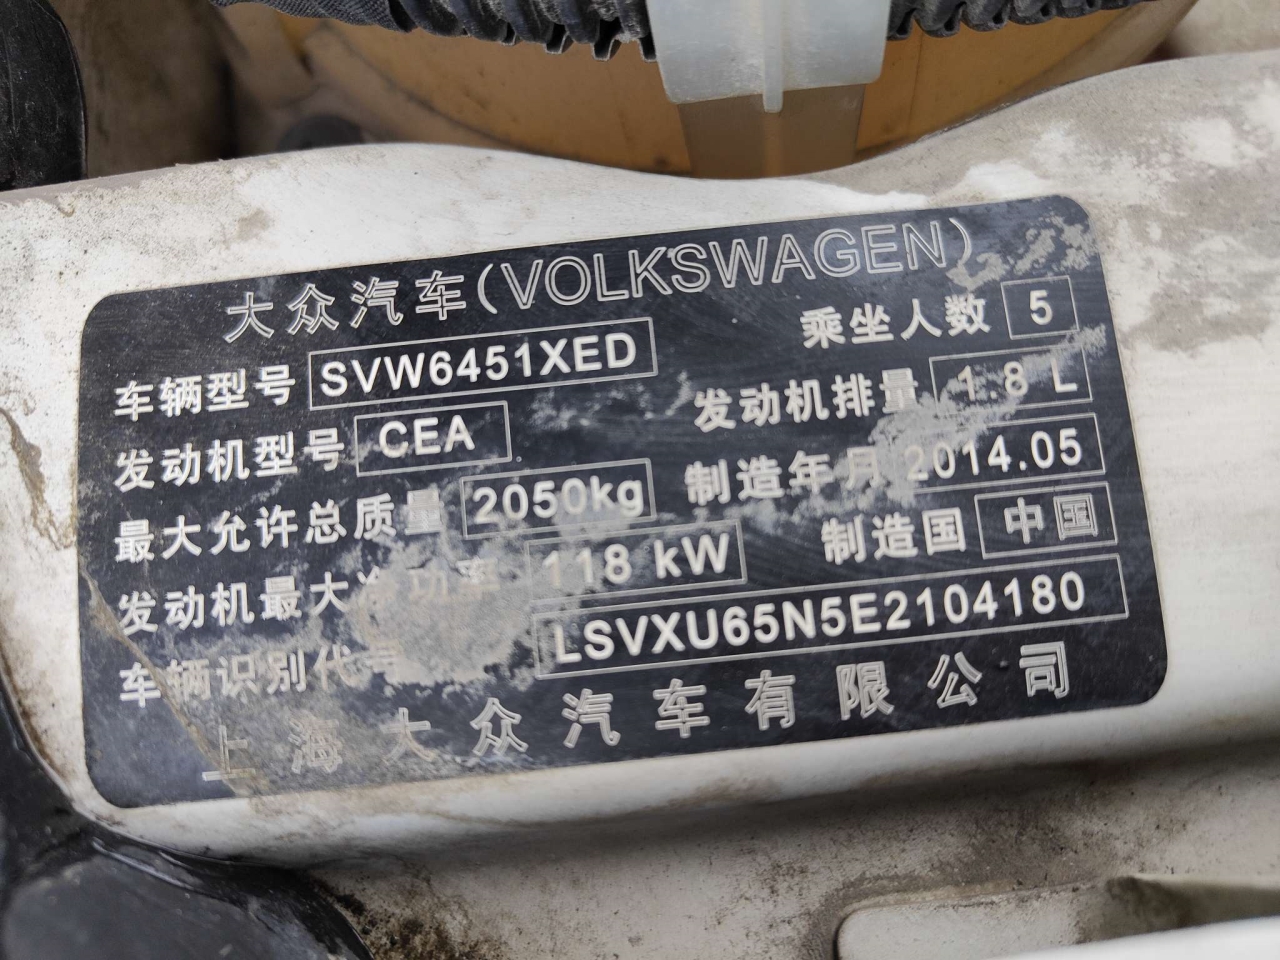 大众汽车(VOLKSWAGEN)
车辆型号 SVW6451XED 乘坐人数 5
发动机型号 CEA 发动机排量 1.8 L
最大允许总质量 2050kg 制造年月 2014.05
发动机最大净功率 118 kW 制造国 中国
车辆识别代号 LSVXU65N5E2104180
上海大众汽车有限公司